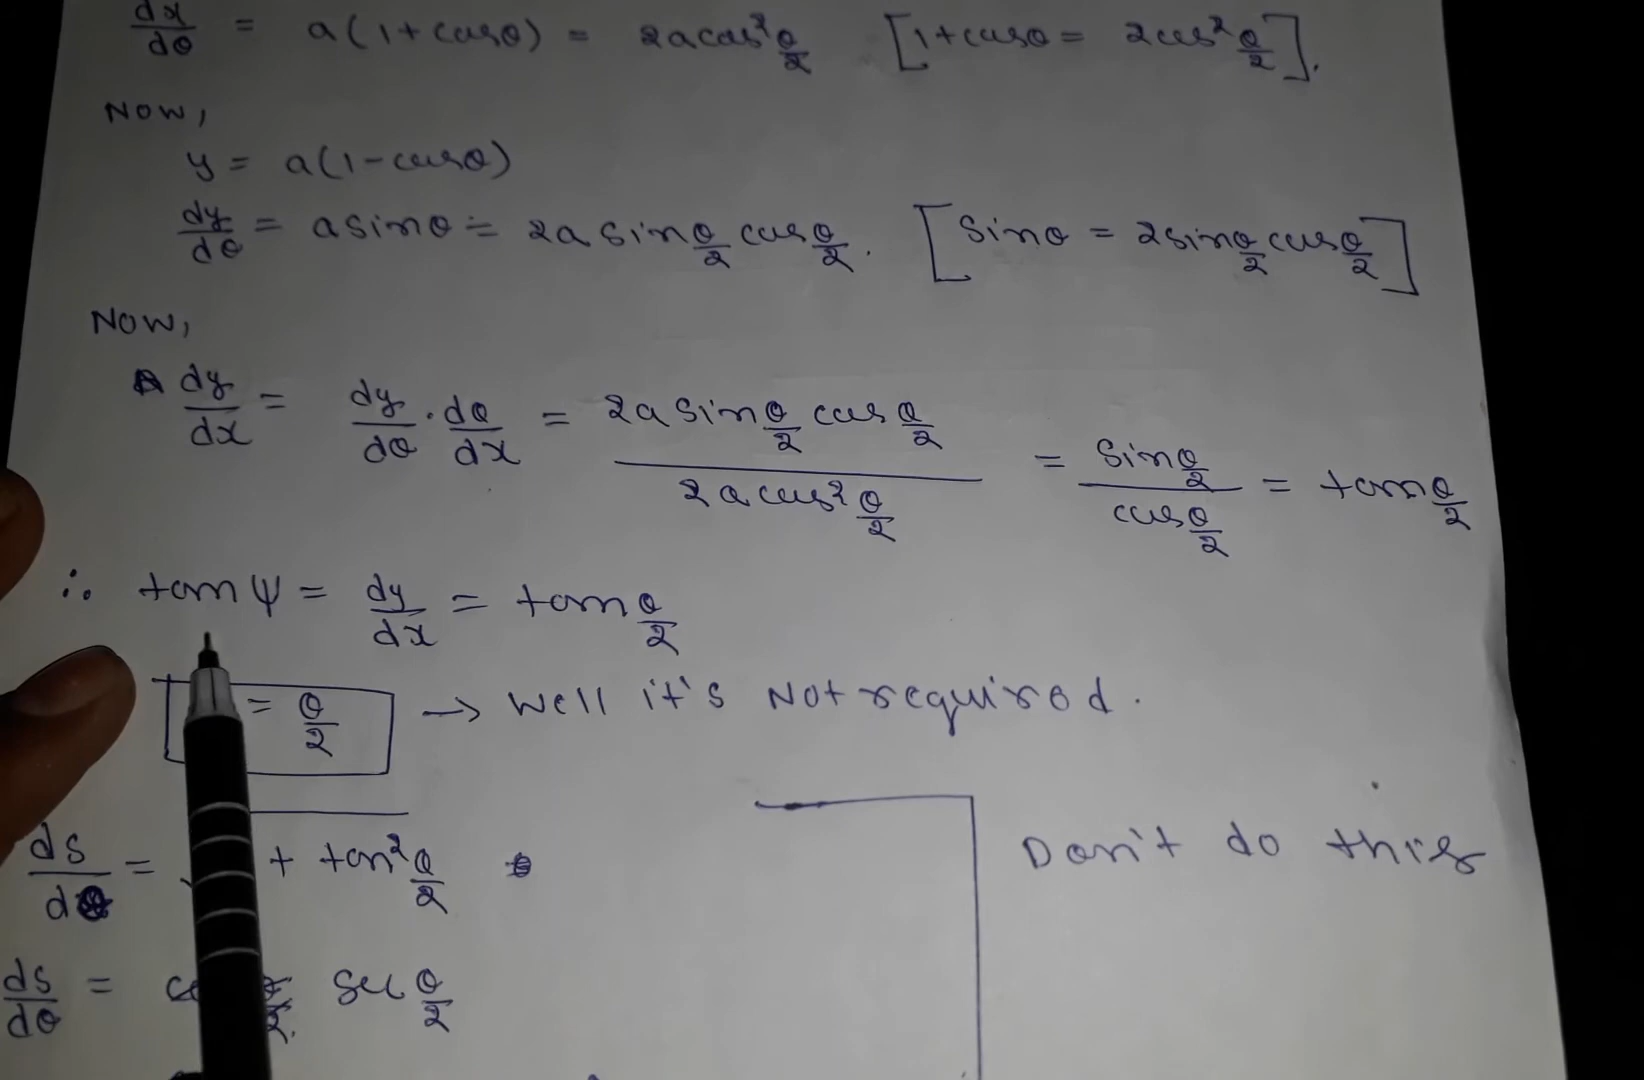 dx/dθ = a(1+cosθ) = 2acos²θ/2 [1+cosθ = 2cos²θ/2].
NOW,
y = a(1-cosθ)
dy/dθ = asinθ = 2a sinθ/2 cosθ/2. [sinθ = 2sinθ/2 cosθ/2]
NOW,
dy/dx = dy/dθ . dθ/dx = 2a sinθ/2 cosθ/2 / 2a cos²θ/2 = sinθ/2 / cosθ/2 = tanθ/2
∴ tanψ = dy/dx = tanθ/2
= θ/2 → Well it's Not required.
ds/dθ = + tan²θ/2
Don't do this
ds/dθ = sec θ/2